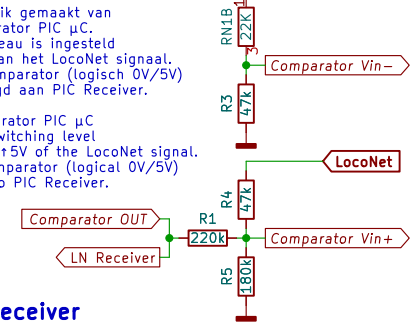 ik gemaakt van
rator PIC µC.
eau is ingesteld
an het LocoNet signaal.
mparator (logisch 0V/5V)
gd aan PIC Receiver.
rator PIC µC
witching level
↑5V of the LocoNet signal.
mparator (logical 0V/5V)
o PIC Receiver.
RN1B
22K
3
Comparator Vin−
R3
47k
LocoNet
R4
47k
Comparator OUT
R1
220k
Comparator Vin+
LN Receiver
R5
180k
eceiver